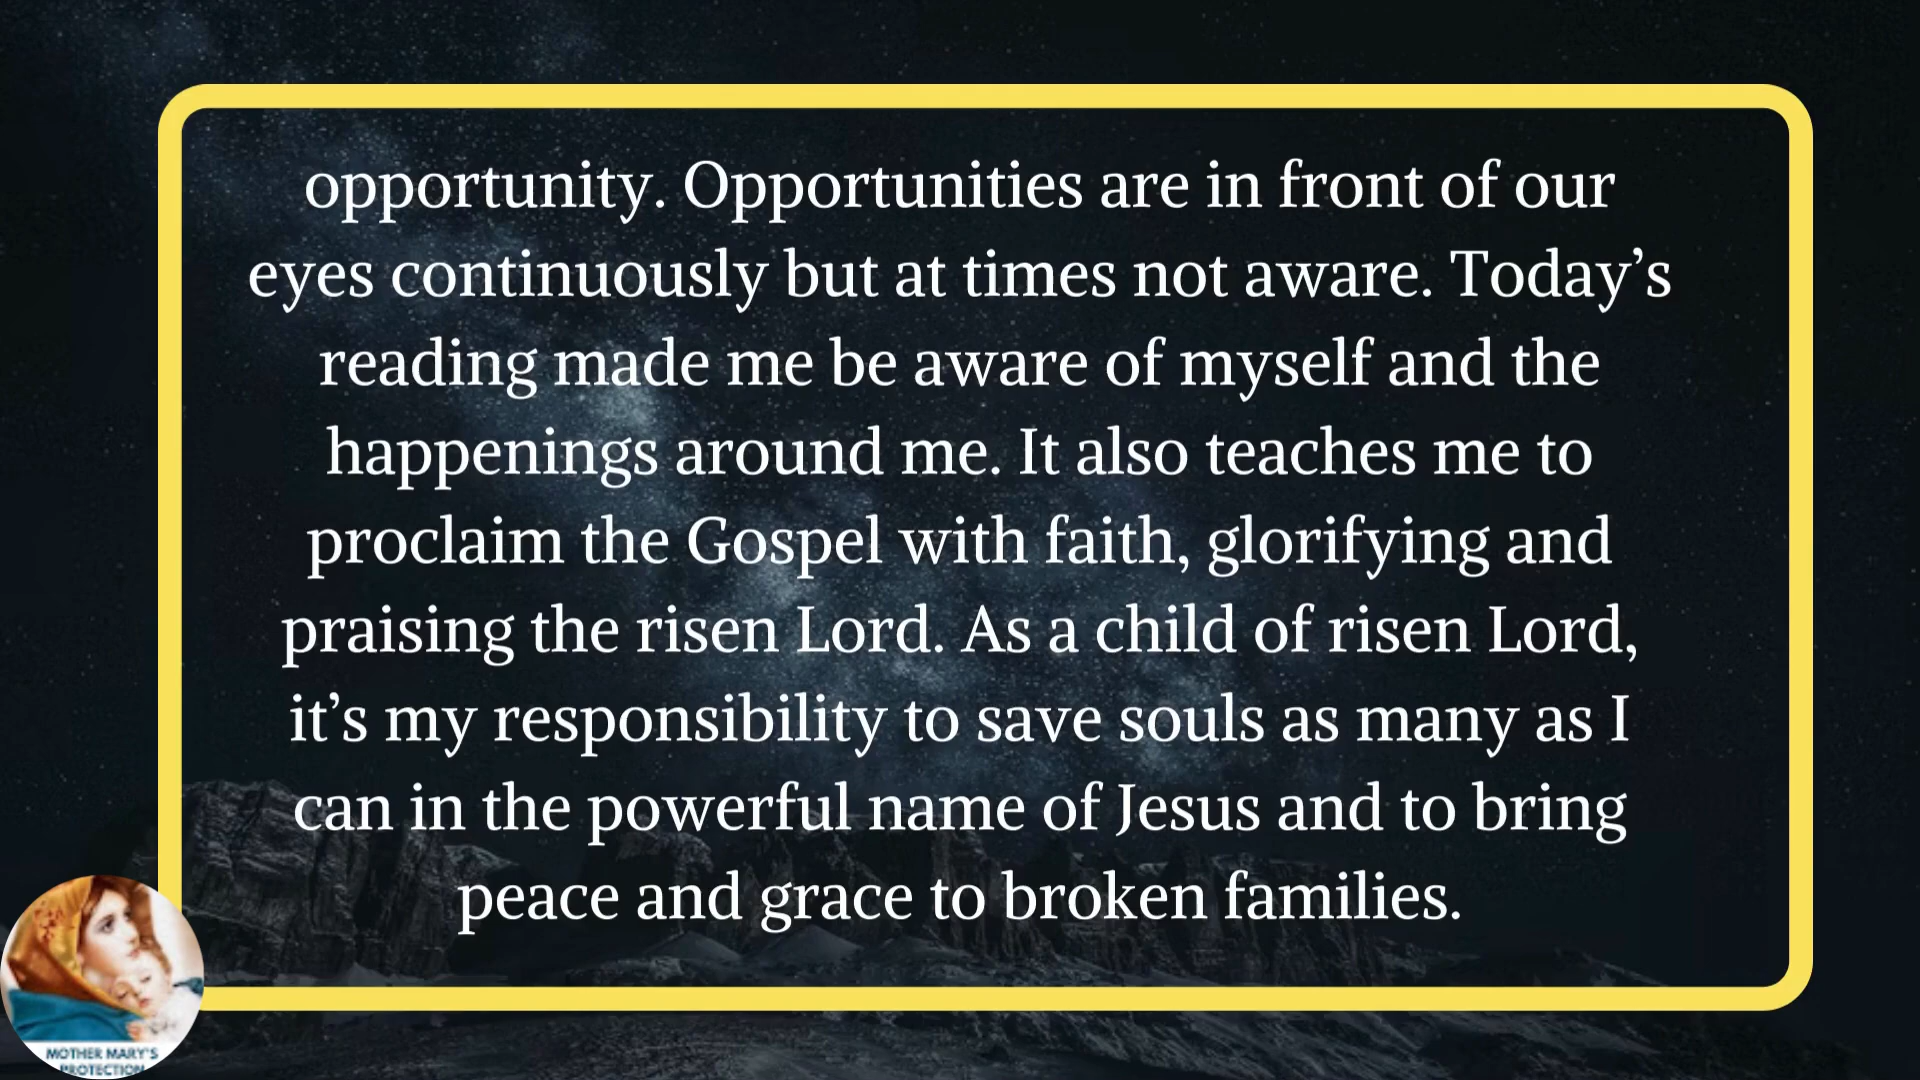 opportunity. Opportunities are in front of our
eyes continuously but at times not aware. Today’s
reading made me be aware of myself and the
happenings around me. It also teaches me to
proclaim the Gospel with faith, glorifying and
praising the risen Lord. As a child of risen Lord,
it’s my responsibility to save souls as many as I
can in the powerful name of Jesus and to bring
peace and grace to broken families.
MOTHER MARY'S
PROTECTION